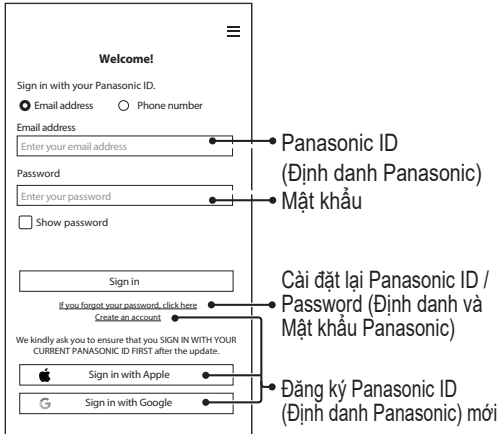 Welcome!
Sign in with your Panasonic ID.
Email address
Phone number
Email address
Enter your email address
Password
Enter your password
Show password
Sign in
If you forgot your password, click here
Create an account
We kindly ask you to ensure that you SIGN IN WITH YOUR
CURRENT PANASONIC ID FIRST after the update.
Sign in with Apple
G Sign in with Google
Panasonic ID
(Định danh Panasonic)
Mật khẩu
Cài đặt lại Panasonic ID /
Password (Định danh và
Mật khẩu Panasonic)
Đăng ký Panasonic ID
(Định danh Panasonic) mới